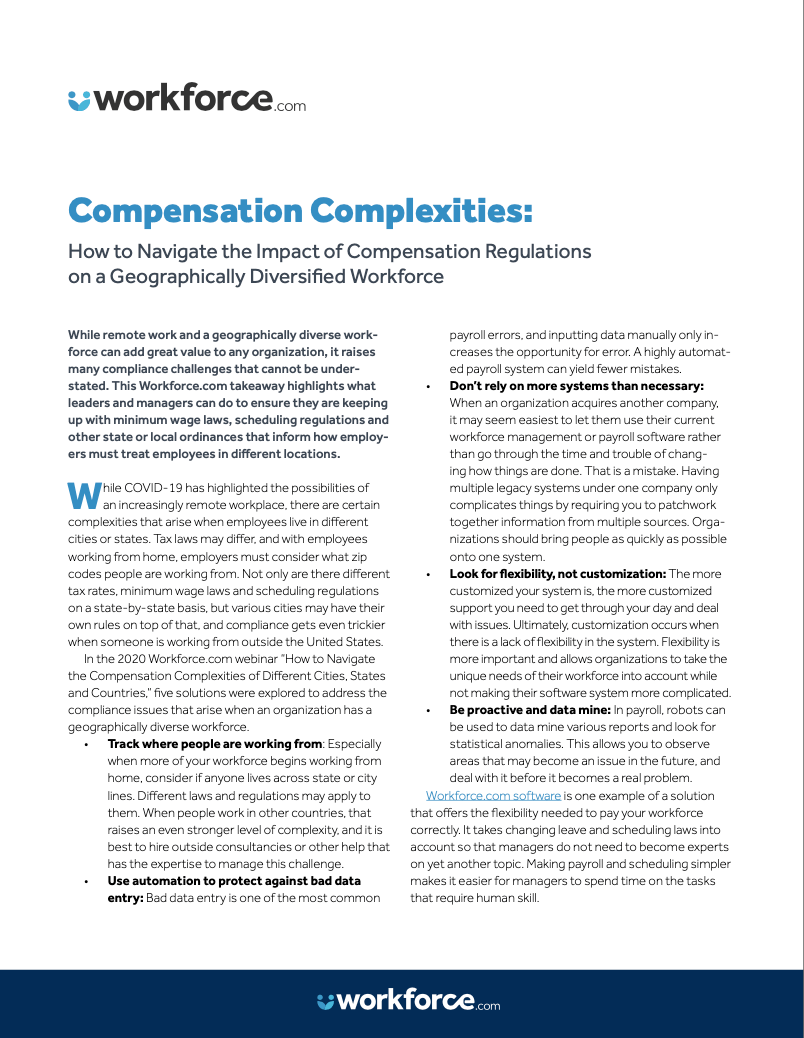 workforce.com
Compensation Complexities:
How to Navigate the Impact of Compensation Regulations
on a Geographically Diversified Workforce
While remote work and a geographically diverse work-
force can add great value to any organization, it raises
many compliance challenges that cannot be under-
stated. This Workforce.com takeaway highlights what
leaders and managers can do to ensure they are keeping
up with minimum wage laws, scheduling regulations and
other state or local ordinances that inform how employ-
ers must treat employees in different locations.
While COVID-19 has highlighted the possibilities of
an increasingly remote workplace, there are certain
complexities that arise when employees live in different
cities or states. Tax laws may differ, and with employees
working from home, employers must consider what zip
codes people are working from. Not only are there different
tax rates, minimum wage laws and scheduling regulations
on a state-by-state basis, but various cities may have their
own rules on top of that, and compliance gets even trickier
when someone is working from outside the United States.
In the 2020 Workforce.com webinar “How to Navigate
the Compensation Complexities of Different Cities, States
and Countries,” five solutions were explored to address the
compliance issues that arise when an organization has a
geographically diverse workforce.
• Track where people are working from: Especially
when more of your workforce begins working from
home, consider if anyone lives across state or city
lines. Different laws and regulations may apply to
them. When people work in other countries, that
raises an even stronger level of complexity, and it is
best to hire outside consultancies or other help that
has the expertise to manage this challenge.
• Use automation to protect against bad data
entry: Bad data entry is one of the most common
payroll errors, and inputting data manually only in-
creases the opportunity for error. A highly automat-
ed payroll system can yield fewer mistakes.
• Don’t rely on more systems than necessary:
When an organization acquires another company,
it may seem easiest to let them use their current
workforce management or payroll software rather
than go through the time and trouble of chang-
ing how things are done. That is a mistake. Having
multiple legacy systems under one company only
complicates things by requiring you to patchwork
together information from multiple sources. Orga-
nizations should bring people as quickly as possible
onto one system.
• Look for flexibility, not customization: The more
customized your system is, the more customized
support you need to get through your day and deal
with issues. Ultimately, customization occurs when
there is a lack of flexibility in the system. Flexibility is
more important and allows organizations to take the
unique needs of their workforce into account while
not making their software system more complicated.
• Be proactive and data mine: In payroll, robots can
be used to data mine various reports and look for
statistical anomalies. This allows you to observe
areas that may become an issue in the future, and
deal with it before it becomes a real problem.
Workforce.com software is one example of a solution
that offers the flexibility needed to pay your workforce
correctly. It takes changing leave and scheduling laws into
account so that managers do not need to become experts
on yet another topic. Making payroll and scheduling simpler
makes it easier for managers to spend time on the tasks
that require human skill.
workforce.com